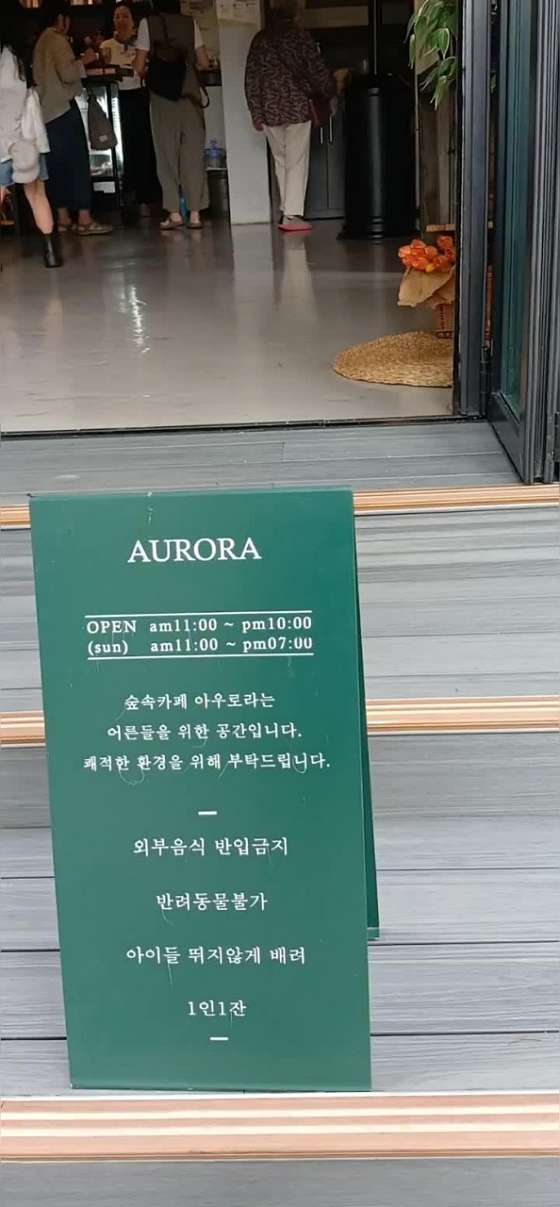 AURORA
OPEN am11:00 ~ pm10:00
(sun) am11:00 ~ pm07:00
숲속카페 아우로라는
어른들을 위한 공간입니다.
쾌적한 환경을 위해 부탁드립니다.
외부음식 반입금지
반려동물불가
아이들 뛰지않게 배려
1인1잔